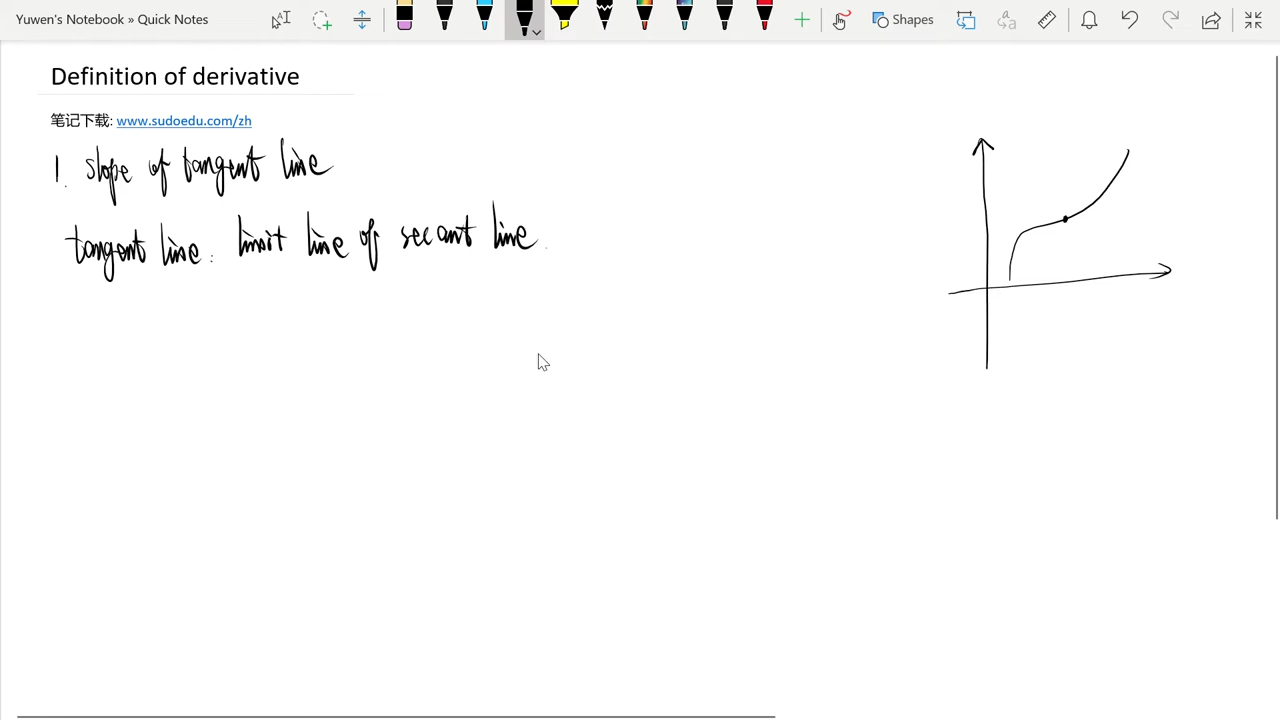 Yuwen's Notebook » Quick Notes
Shapes
Definition of derivative
笔记下载: www.sudoedu.com/zh
1. slope of tangent line
tangent line: limit line of secant line.